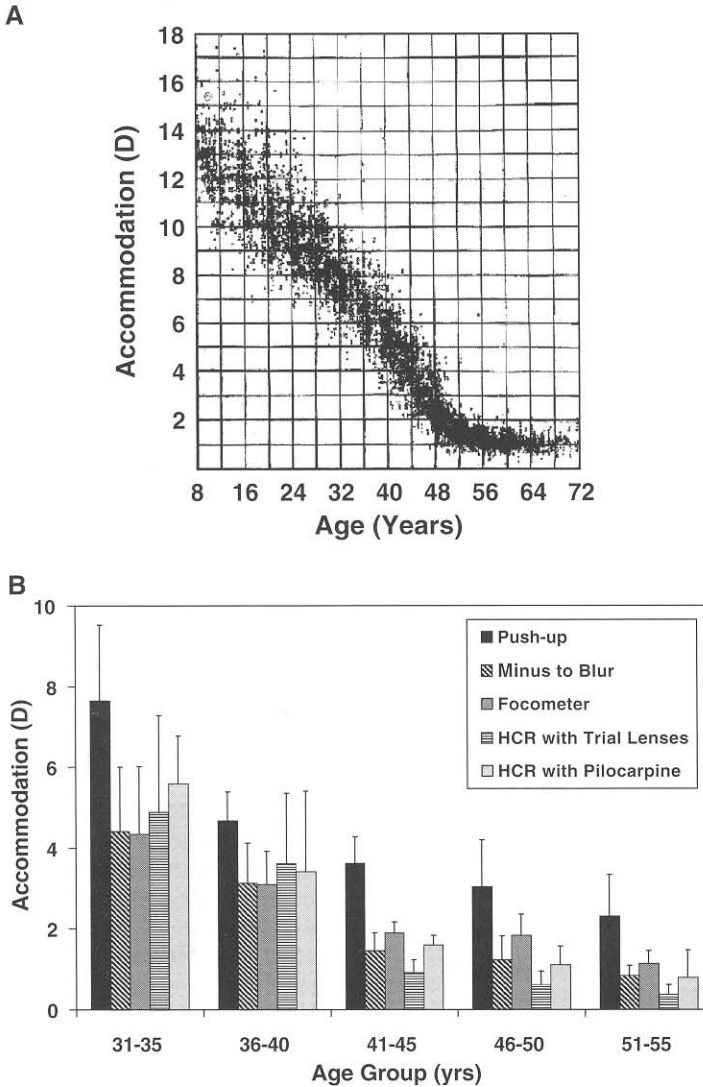 A
Accommodation (D)
18
16
14
12
10
8
6
4
2
8 16 24 32 40 48 56 64 72
Age (Years)
B
Accommodation (D)
10
8
6
4
2
0
Push-up
Minus to Blur
Focometer
HCR with Trial Lenses
HCR with Pilocarpine
31-35 36-40 41-45 46-50 51-55
Age Group (yrs)